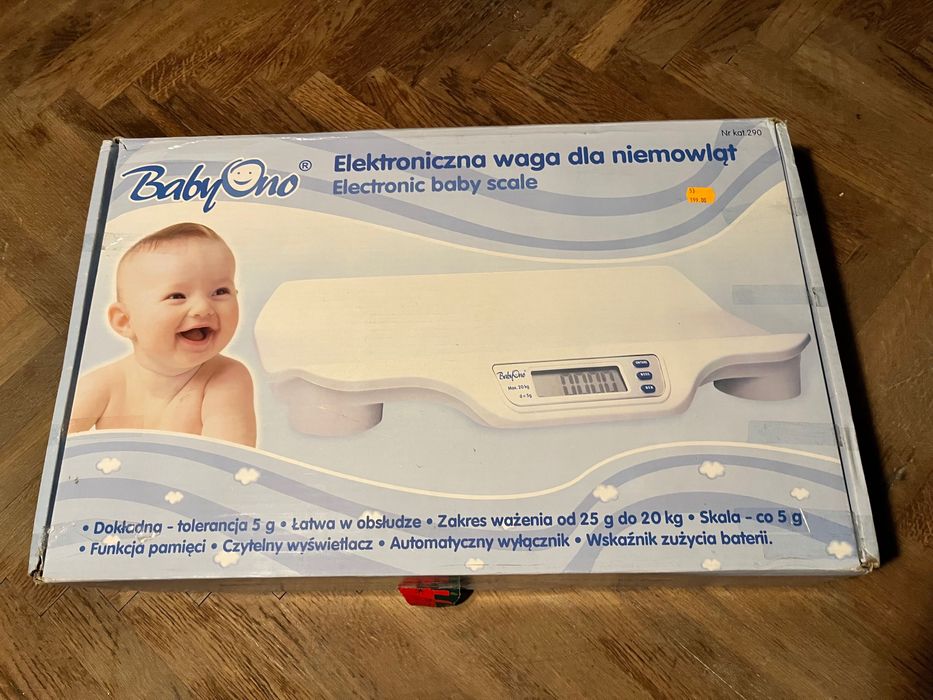 Nr kat.290
BabyOno®
Elektroniczna waga dla niemowląt
Electronic baby scale
53
199.00
BabyOno
Max. 20 kg
d = 5g
• Dokładna - tolerancja 5 g • Łatwa w obsłudze • Zakres ważenia od 25 g do 20 kg • Skala - co 5 g
• Funkcja pamięci • Czytelny wyświetlacz • Automatyczny wyłącznik • Wskaźnik zużycia baterii.